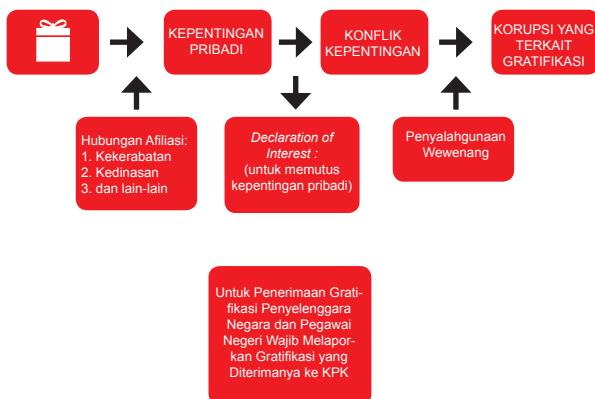 KEPENTINGAN
PRIBADI
KONFLIK
KEPENTINGAN
KORUPSI YANG
TERKAIT
GRATIFIKASI
Hubungan Afiliasi:
1. Kekerabatan
2. Kedinasan
3. dan lain-lain
Declaration of
Interest :
(untuk memutus
kepentingan pribadi)
Penyalahgunaan
Wewenang
Untuk Penerimaan Grati-
fikasi Penyelenggara
Negara dan Pegawai
Negeri Wajib Melapor-
kan Gratifikasi yang
Diterimanya ke KPK